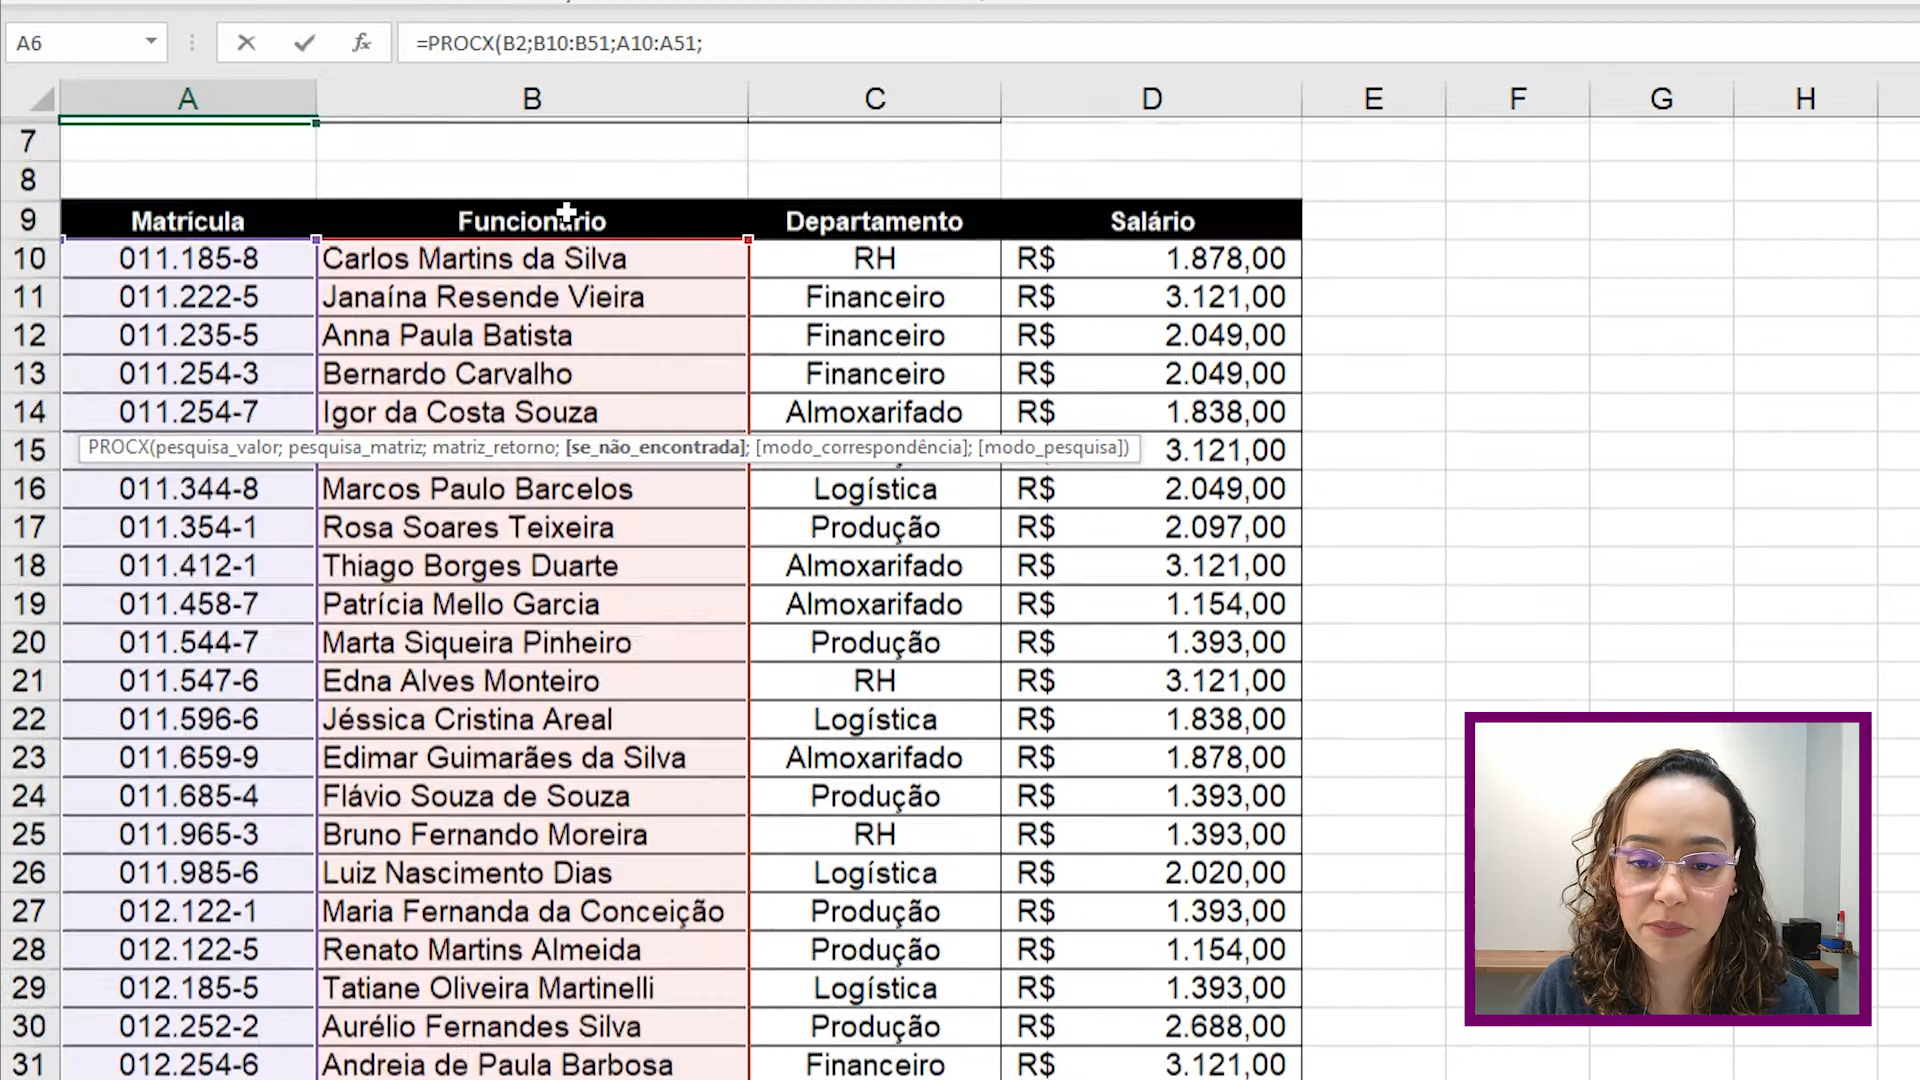 A6 fx =PROCX(B2;B10:B51;A10:A51;
A B C D E F G H
7
8
9 Matrícula Funcionário Departamento Salário
10 011.185-8 Carlos Martins da Silva RH R$ 1.878,00
11 011.222-5 Janaína Resende Vieira Financeiro R$ 3.121,00
12 011.235-5 Anna Paula Batista Financeiro R$ 2.049,00
13 011.254-3 Bernardo Carvalho Financeiro R$ 2.049,00
14 011.254-7 Igor da Costa Souza Almoxarifado R$ 1.838,00
PROCX(pesquisa_valor; pesquisa_matriz; matriz_retorno; [se_não_encontrada]; [modo_correspondência]; [modo_pesquisa])
15 3.121,00
16 011.344-8 Marcos Paulo Barcelos Logística R$ 2.049,00
17 011.354-1 Rosa Soares Teixeira Produção R$ 2.097,00
18 011.412-1 Thiago Borges Duarte Almoxarifado R$ 3.121,00
19 011.458-7 Patrícia Mello Garcia Almoxarifado R$ 1.154,00
20 011.544-7 Marta Siqueira Pinheiro Produção R$ 1.393,00
21 011.547-6 Edna Alves Monteiro RH R$ 3.121,00
22 011.596-6 Jéssica Cristina Areal Logística R$ 1.838,00
23 011.659-9 Edimar Guimarães da Silva Almoxarifado R$ 1.878,00
24 011.685-4 Flávio Souza de Souza Produção R$ 1.393,00
25 011.965-3 Bruno Fernando Moreira RH R$ 1.393,00
26 011.985-6 Luiz Nascimento Dias Logística R$ 2.020,00
27 012.122-1 Maria Fernanda da Conceição Produção R$ 1.393,00
28 012.122-5 Renato Martins Almeida Produção R$ 1.154,00
29 012.185-5 Tatiane Oliveira Martinelli Logística R$ 1.393,00
30 012.252-2 Aurélio Fernandes Silva Produção R$ 2.688,00
31 012.254-6 Andreia de Paula Barbosa Financeiro R$ 3.121,00